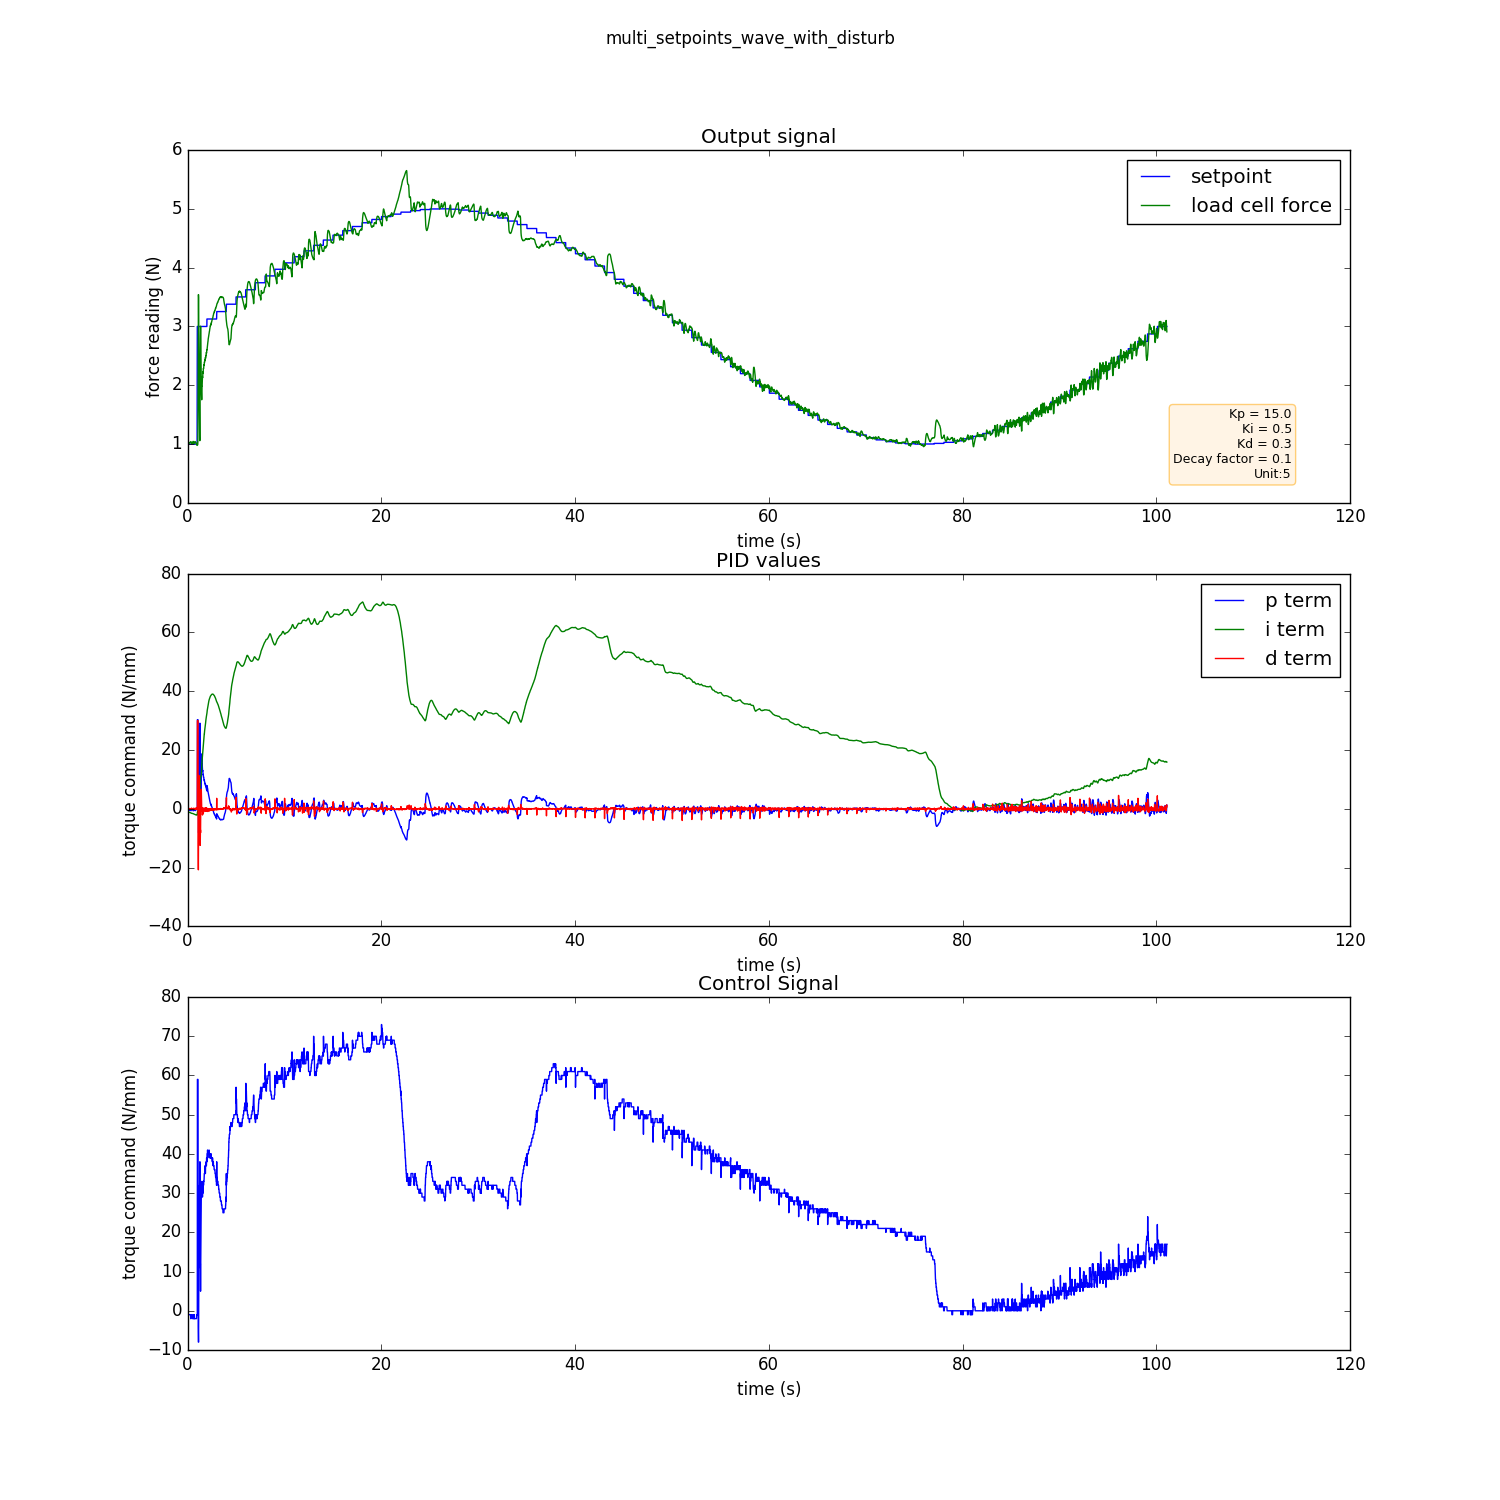 multi_setpoints_wave_with_disturb
Output signal
6
5
4
3
2
1
0
force reading (N)
setpoint
load cell force
Kp = 15.0
Ki = 0.5
Kd = 0.3
Decay factor = 0.1
Unit:5
0 20 40 60 80 100 120
time (s)
PID values
80
60
40
20
0
−20
−40
torque command (N/mm)
p term
i term
d term
0 20 40 60 80 100 120
time (s)
Control Signal
80
70
60
50
40
30
20
10
0
−10
torque command (N/mm)
0 20 40 60 80 100 120
time (s)